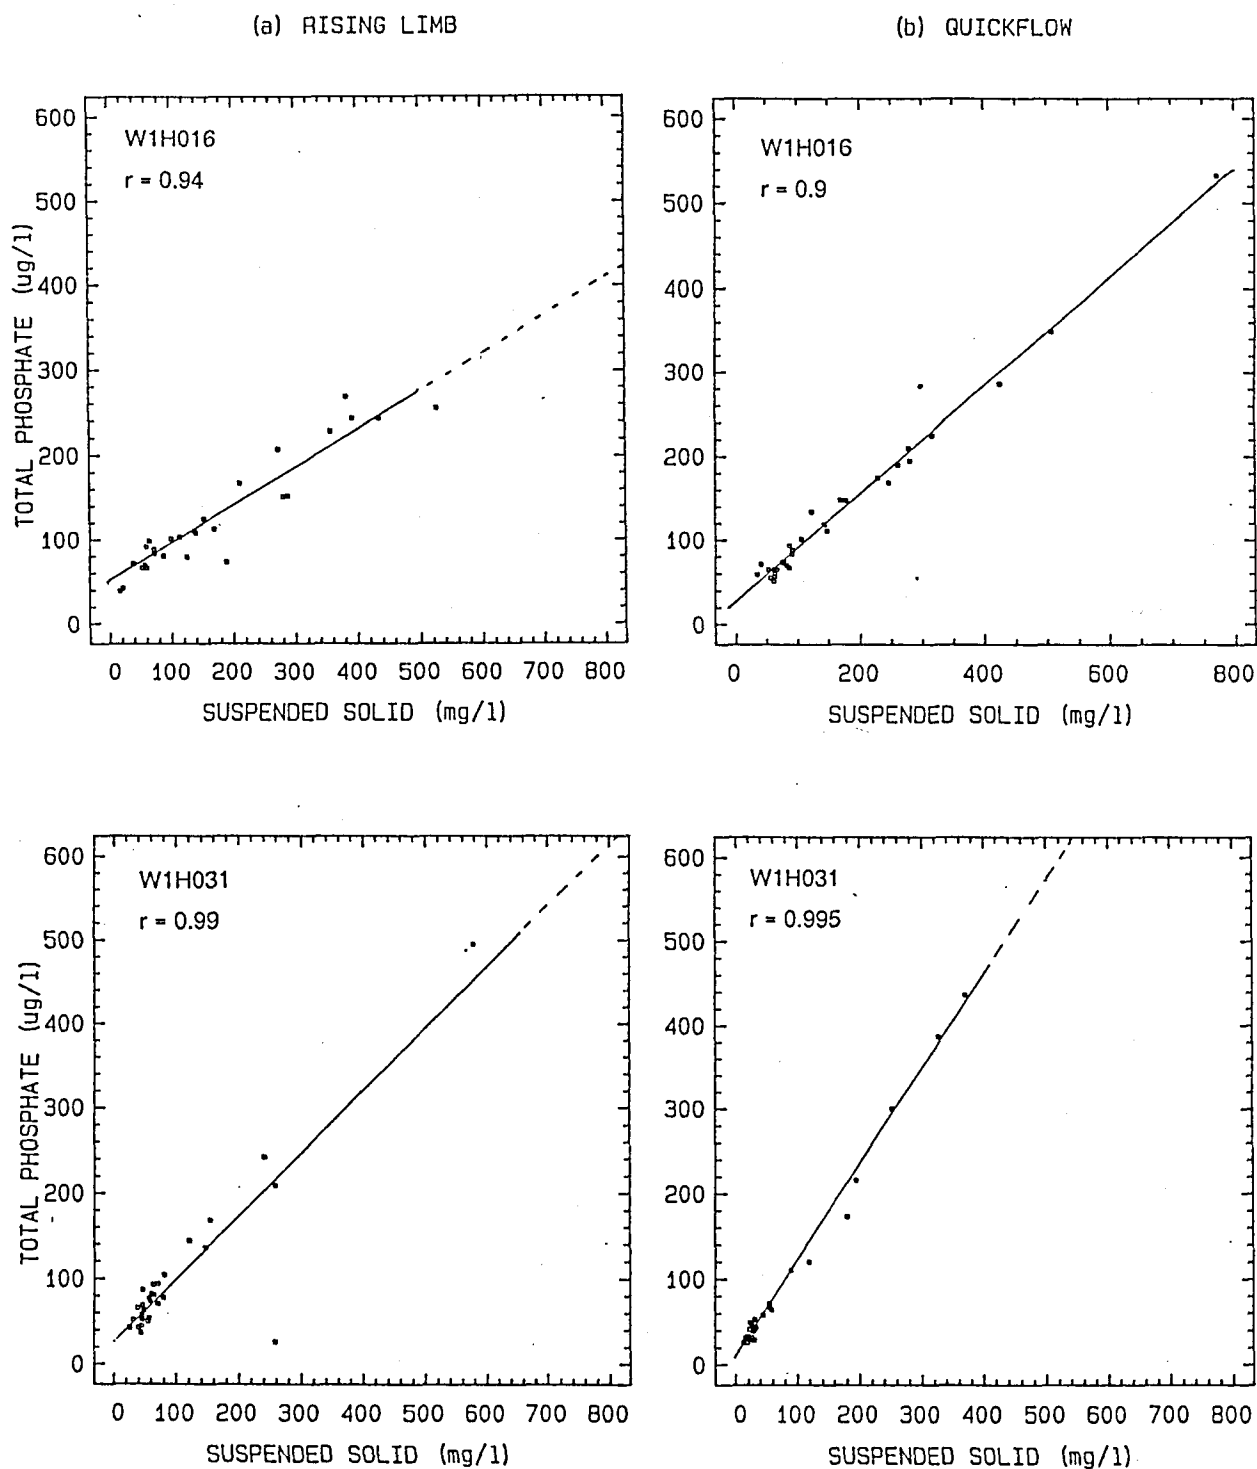 (a) RISING LIMB
(b) QUICKFLOW
W1H016
r = 0.94
600
500
400
300
200
100
0
TOTAL PHOSPHATE (ug/l)
0 100 200 300 400 500 600 700 800
SUSPENDED SOLID (mg/l)
W1H016
r = 0.9
600
500
400
300
200
100
0
0 200 400 600 800
SUSPENDED SOLID (mg/l)
W1H031
r = 0.99
600
500
400
300
200
100
0
TOTAL PHOSPHATE (ug/l)
0 100 200 300 400 500 600 700 800
SUSPENDED SOLID (mg/l)
W1H031
r = 0.995
600
500
400
300
200
100
0
0 100 200 300 400 500 600 700 800
SUSPENDED SOLID (mg/l)